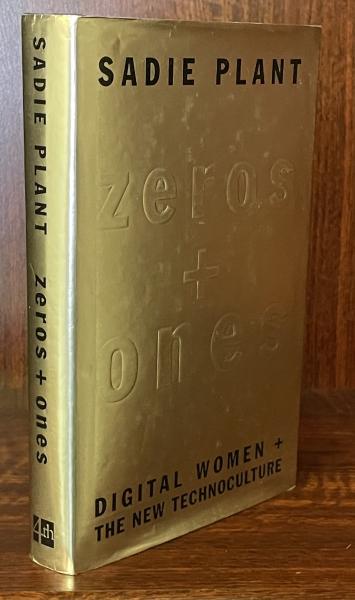 SADIE PLANT
zeros
+
ones
DIGITAL WOMEN +
THE NEW TECHNOCULTURE
SADIE PLANT zeros + ones
4th